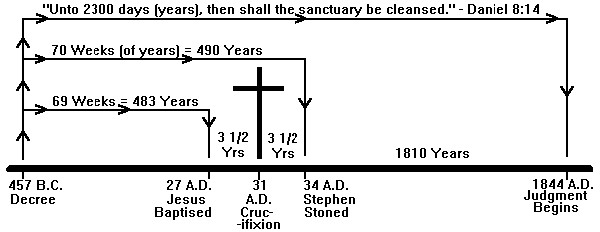 "Unto 2300 days (years), then shall the sanctuary be cleansed." - Daniel 8:14
70 Weeks (of years) = 490 Years
69 Weeks = 483 Years
3 1/2 Yrs
3 1/2 Yrs
1810 Years
457 B.C.
Decree
27 A.D.
Jesus
Baptised
31
A.D.
Cruc-
-ifixion
34 A.D.
Stephen
Stoned
1844 A.D.
Judgment
Begins